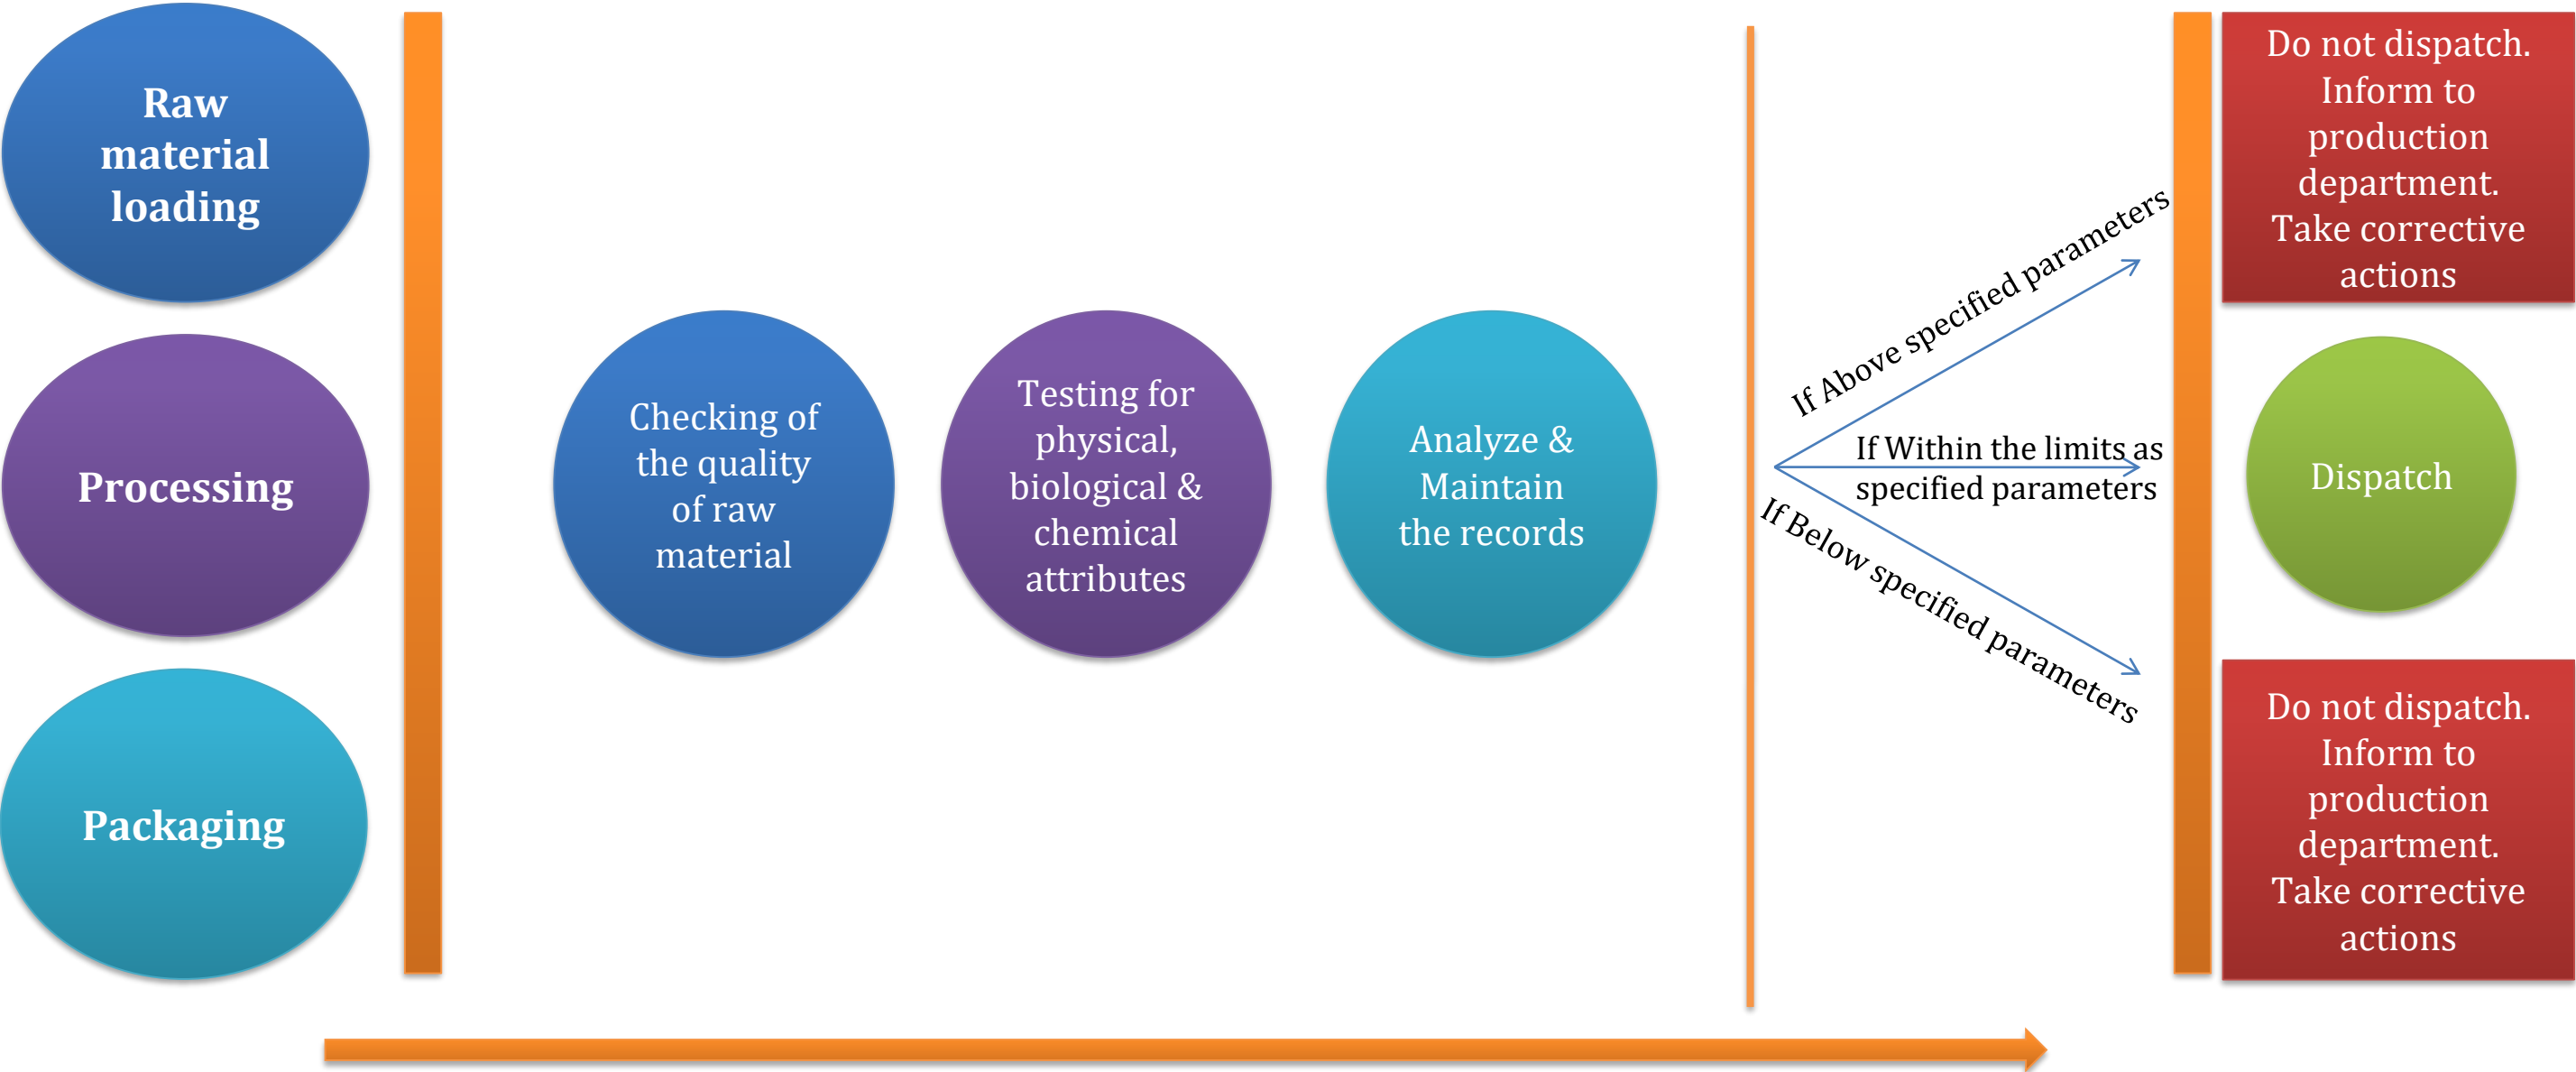 Raw
material
loading
Processing
Packaging
Checking of
the quality
of raw
material
Testing for
physical,
biological &
chemical
attributes
Analyze &
Maintain
the records
If Above specified parameters
If Within the limits as
specified parameters
If Below specified parameters
Do not dispatch.
Inform to
production
department.
Take corrective
actions
Dispatch
Do not dispatch.
Inform to
production
department.
Take corrective
actions